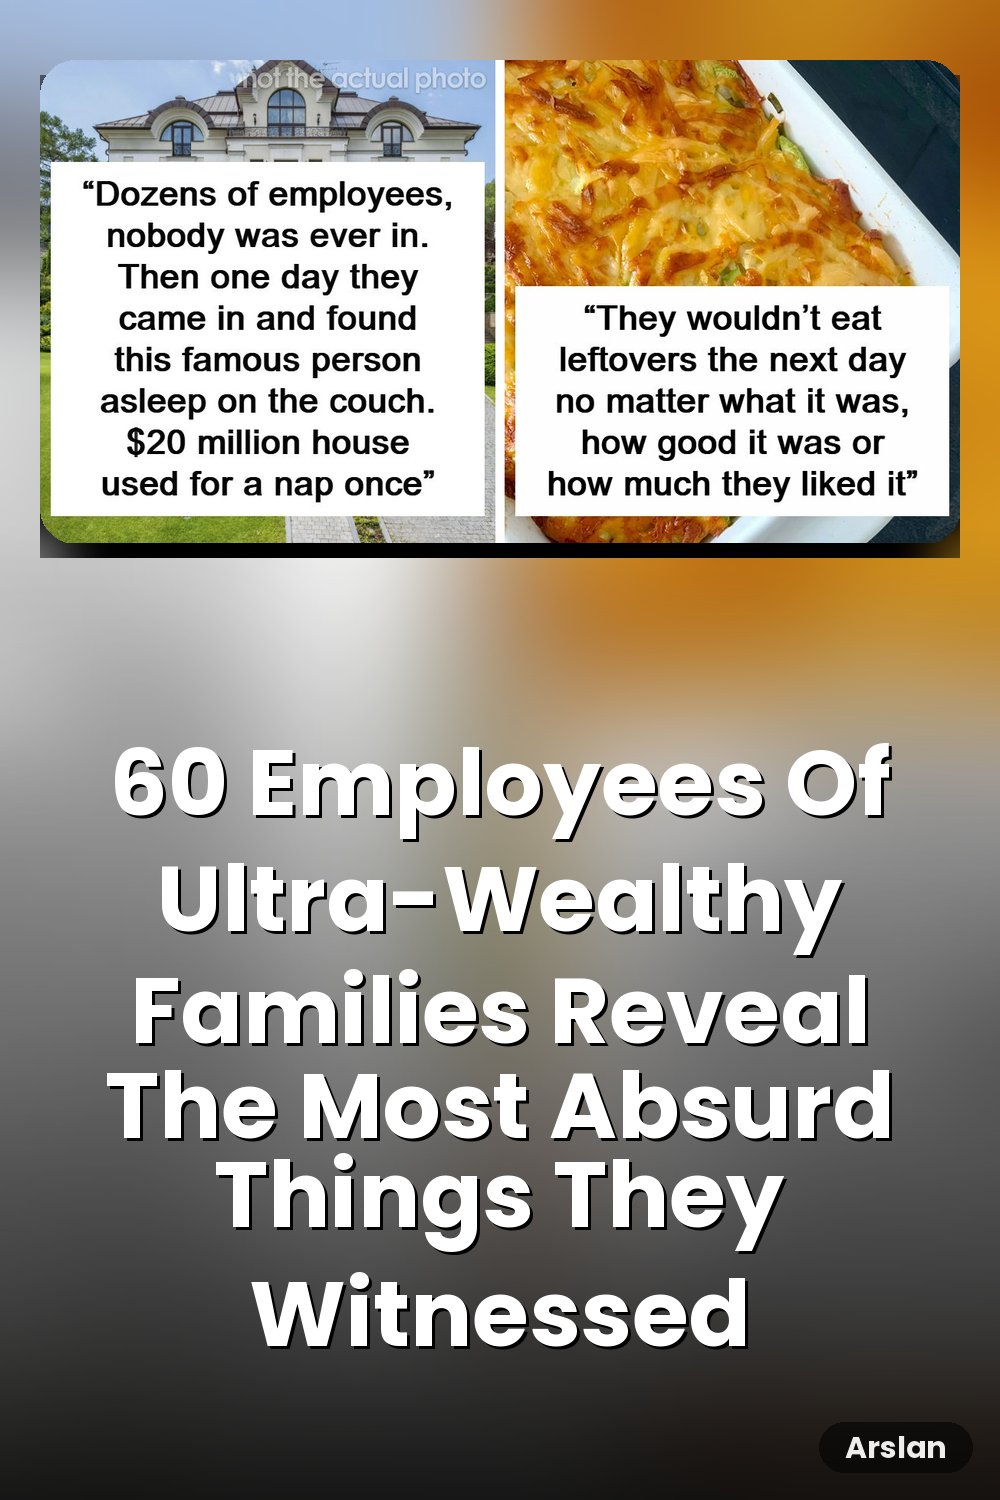 not the actual photo
“Dozens of employees,
nobody was ever in.
Then one day they
came in and found
this famous person
asleep on the couch.
$20 million house
used for a nap once”
“They wouldn’t eat
leftovers the next day
no matter what it was,
how good it was or
how much they liked it”
60 Employees Of
Ultra-Wealthy
Families Reveal
The Most Absurd
Things They
Witnessed
Arslan